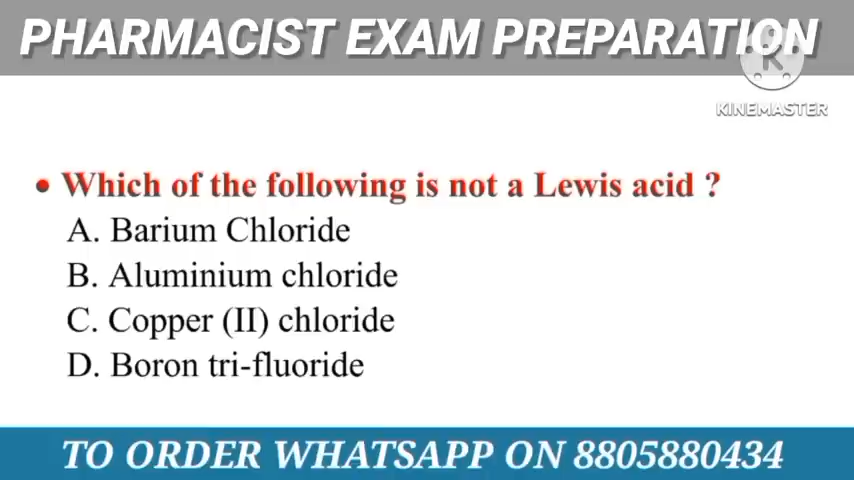 PHARMACIST EXAM PREPARATION
K
KINEMASTER
• Which of the following is not a Lewis acid ?
A. Barium Chloride
B. Aluminium chloride
C. Copper (II) chloride
D. Boron tri-fluoride
TO ORDER WHATSAPP ON 8805880434